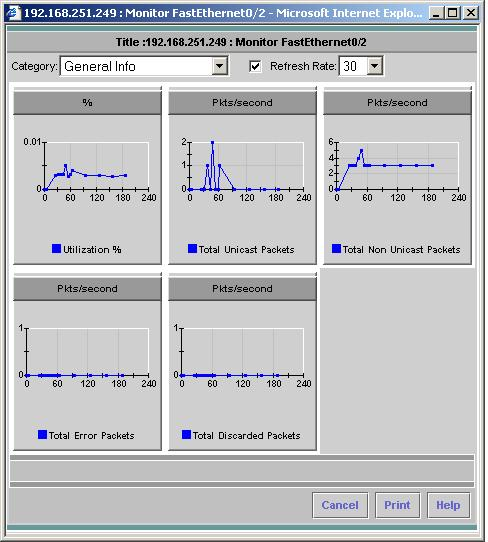 192.168.251.249 : Monitor FastEthernet0/2 - Microsoft Internet Explo...
Title :192.168.251.249 : Monitor FastEthernet0/2
Category: General Info Refresh Rate: 30
%
0.01
0
0 60 120 180 240
Utilization %
Pkts/second
2
1
0
0 60 120 180 240
Total Unicast Packets
Pkts/second
6
4
2
0
0 60 120 180 240
Total Non Unicast Packets
Pkts/second
1
0
0 60 120 180 240
Total Error Packets
Pkts/second
1
0
0 60 120 180 240
Total Discarded Packets
Cancel Print Help